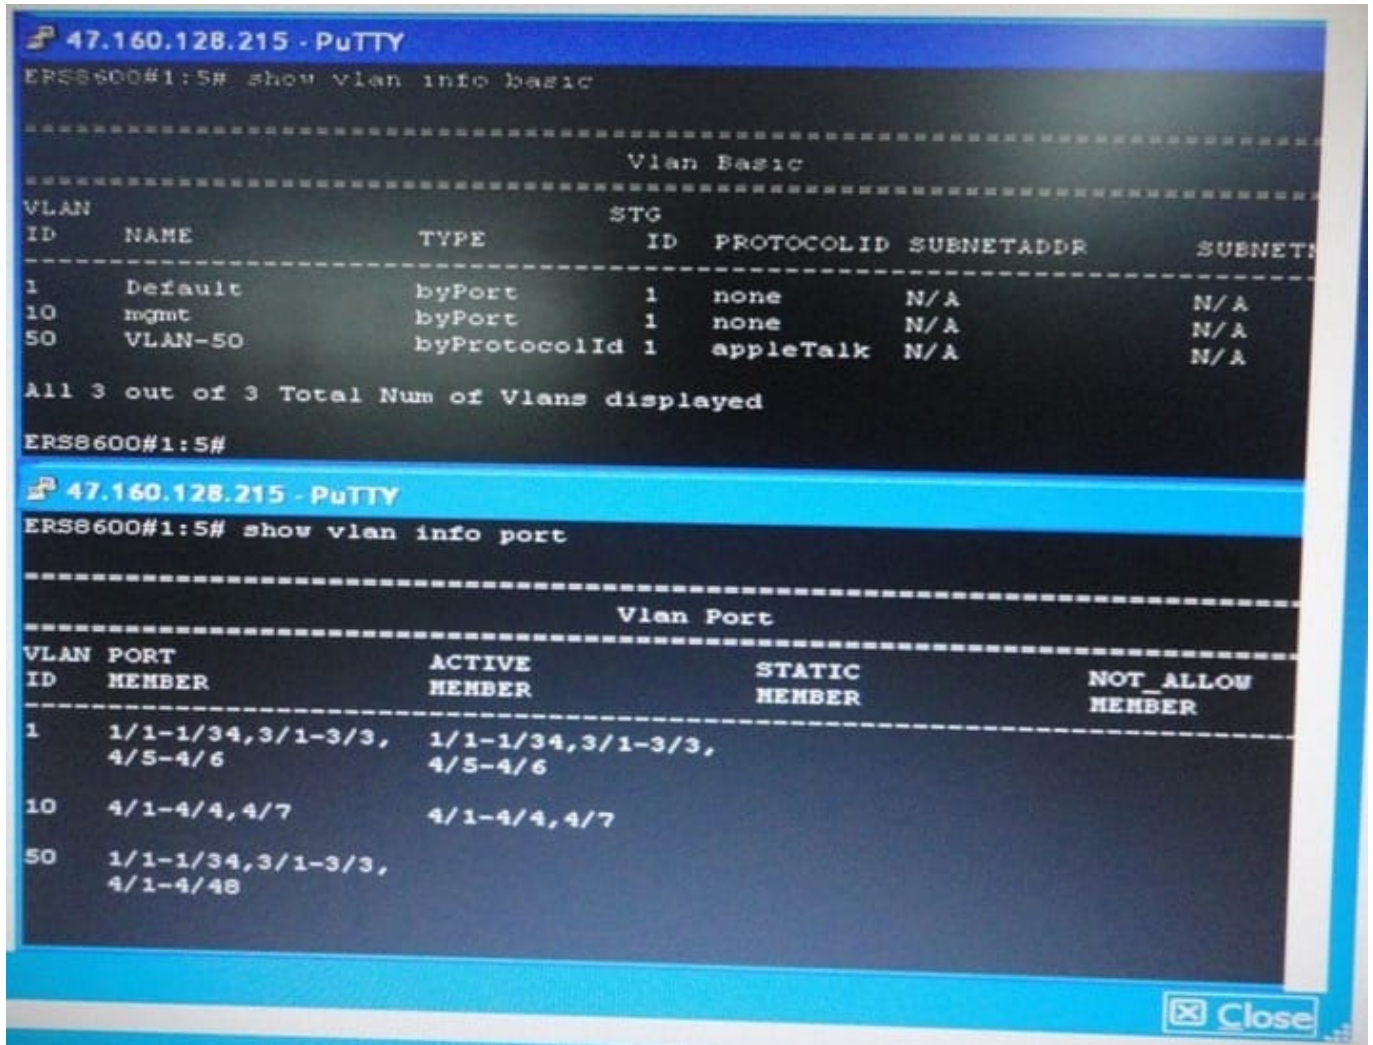 47.160.128.215 - PuTTY
ERS8600#1:5# show vlan info basic
================================================================================
Vlan Basic
================================================================================
VLAN STG
ID NAME TYPE ID PROTOCOLID SUBNETADDR SUBNETM
--------------------------------------------------------------------------------
1 Default byPort 1 none N/A N/A
10 mgmt byPort 1 none N/A N/A
50 VLAN-50 byProtocolId 1 appleTalk N/A N/A
All 3 out of 3 Total Num of Vlans displayed
ERS8600#1:5#
47.160.128.215 - PuTTY
ERS8600#1:5# show vlan info port
================================================================================
Vlan Port
================================================================================
VLAN PORT ACTIVE STATIC NOT_ALLOW
ID MEMBER MEMBER MEMBER MEMBER
--------------------------------------------------------------------------------
1 1/1-1/34,3/1-3/3, 1/1-1/34,3/1-3/3,
4/5-4/6 4/5-4/6
10 4/1-4/4,4/7 4/1-4/4,4/7
50 1/1-1/34,3/1-3/3,
4/1-4/48
Close